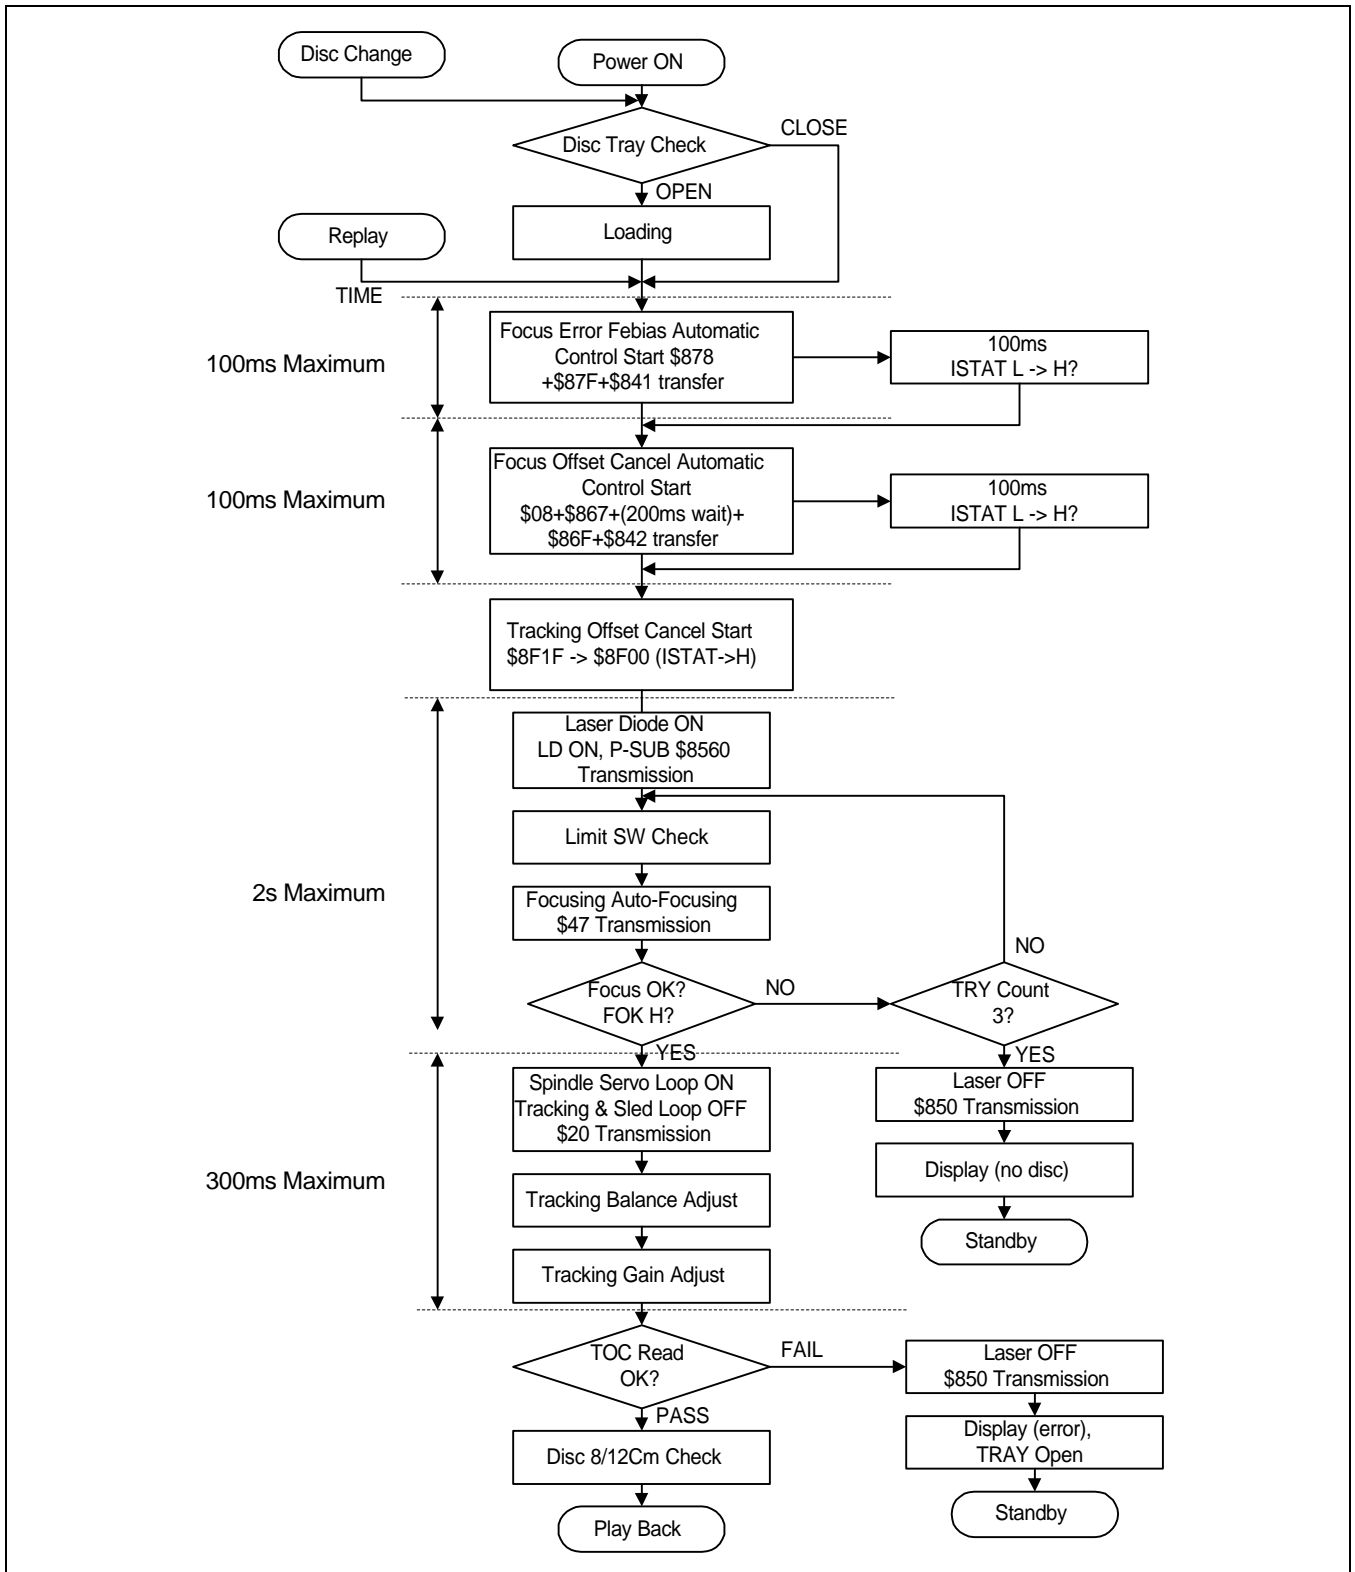 Disc Change
Power ON
Disc Tray Check
CLOSE
OPEN
Loading
Replay
TIME
100ms Maximum
Focus Error Febias Automatic
Control Start $878
+$87F+$841 transfer
100ms
ISTAT L -> H?
100ms Maximum
Focus Offset Cancel Automatic
Control Start
$08+$867+(200ms wait)+
$86F+$842 transfer
100ms
ISTAT L -> H?
Tracking Offset Cancel Start
$8F1F -> $8F00 (ISTAT->H)
2s Maximum
Laser Diode ON
LD ON, P-SUB $8560
Transmission
Limit SW Check
Focusing Auto-Focusing
$47 Transmission
Focus OK?
FOK H?
NO
TRY Count
3?
NO
YES
YES
300ms Maximum
Spindle Servo Loop ON
Tracking & Sled Loop OFF
$20 Transmission
Tracking Balance Adjust
Tracking Gain Adjust
Laser OFF
$850 Transmission
Display (no disc)
Standby
TOC Read
OK?
FAIL
PASS
Disc 8/12Cm Check
Play Back
Laser OFF
$850 Transmission
Display (error),
TRAY Open
Standby